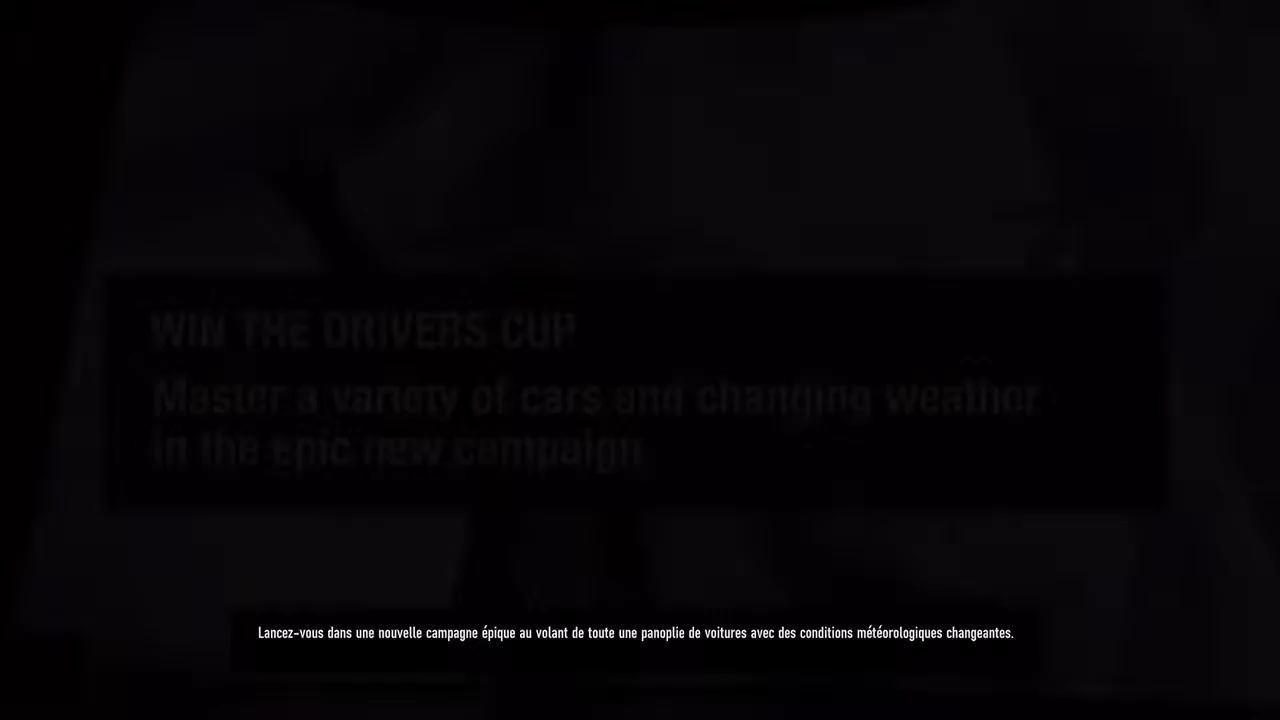 WIN THE DRIVERS CUP
Master a variety of cars and changing weather
in the epic new campaign
Lancez-vous dans une nouvelle campagne épique au volant de toute une panoplie de voitures avec des conditions météorologiques changeantes.